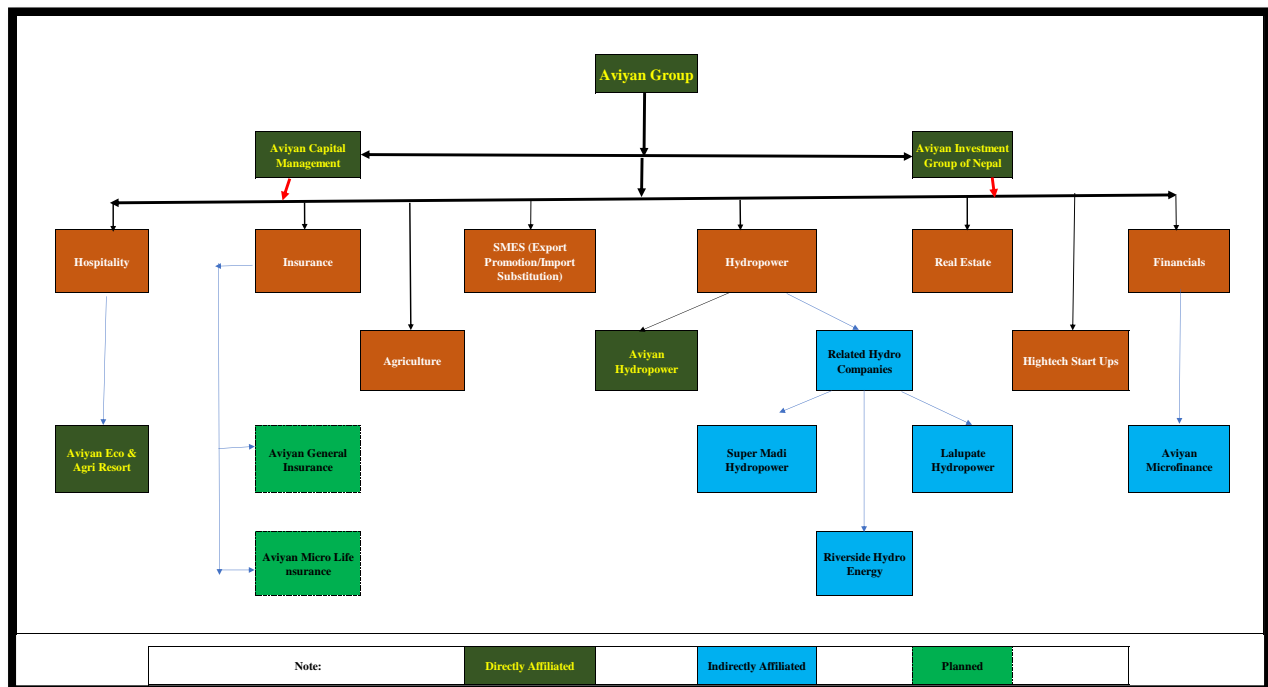 Aviyan Group
Aviyan Capital
Management
Aviyan Investment
Group of Nepal
Hospitality
Insurance
SMES (Export
Promotion/Import
Substitution)
Hydropower
Real Estate
Financials
Agriculture
Aviyan
Hydropower
Related Hydro
Companies
Hightech Start Ups
Aviyan Eco &
Agri Resort
Aviyan General
Insurance
Super Madi
Hydropower
Lalupate
Hydropower
Aviyan
Microfinance
Aviyan Micro Life
nsurance
Riverside Hydro
Energy
Note:
Directly Affiliated
Indirectly Affiliated
Planned